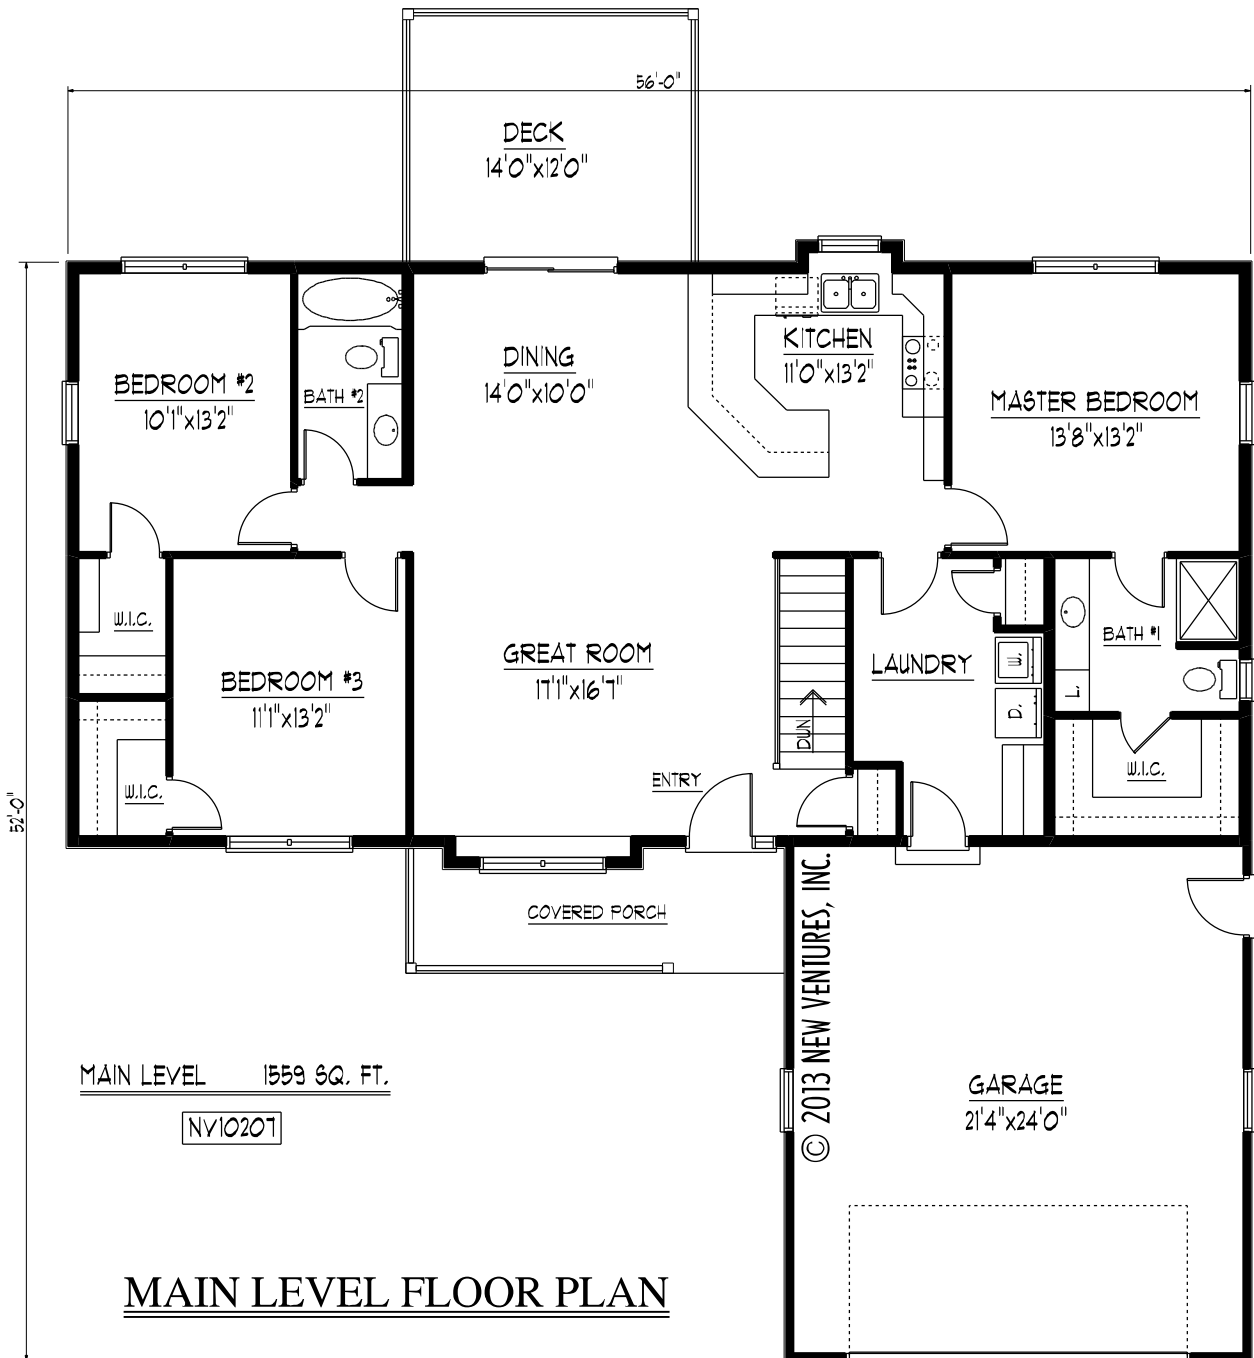 56'-0"
DECK
14'0"x12'0"
KITCHEN
11'0"x13'2"
DINING
14'0"x10'0"
BEDROOM #2
10'1"x13'2"
BATH #2
MASTER BEDROOM
13'8"x13'2"
W.I.C.
BEDROOM #3
11'1"x13'2"
GREAT ROOM
17'1"x16'7"
LAUNDRY
W.
D.
BATH #1
L.
DWN
ENTRY
W.I.C.
W.I.C.
52'-0"
COVERED PORCH
© 2013 NEW VENTURES, INC.
MAIN LEVEL 1559 SQ. FT.
NV10207
GARAGE
21'4"x24'0"
MAIN LEVEL FLOOR PLAN